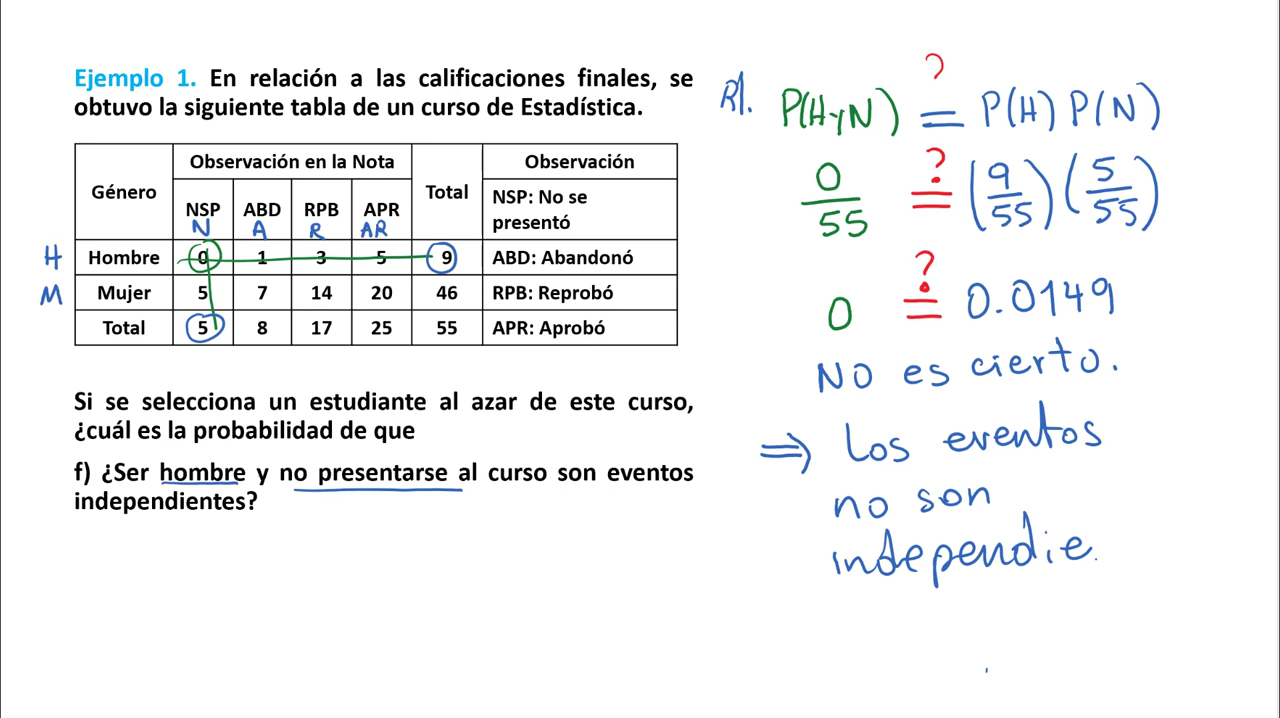 Ejemplo 1. En relación a las calificaciones finales, se
obtuvo la siguiente tabla de un curso de Estadística.
Género Observación en la Nota Total Observación
NSP ABD RPB APR NSP: No se presentó
N A R AR
H Hombre 0 1 3 5 9 ABD: Abandonó
M Mujer 5 7 14 20 46 RPB: Reprobó
Total 5 8 17 25 55 APR: Aprobó
Si se selecciona un estudiante al azar de este curso,
¿cuál es la probabilidad de que
f) ¿Ser hombre y no presentarse al curso son eventos
independientes?
R/. P(HyN) =? P(H) P(N)
0/55 =? (9/55) (5/55)
0 =? 0.0149
No es cierto.
⇒ Los eventos
no son
independie.